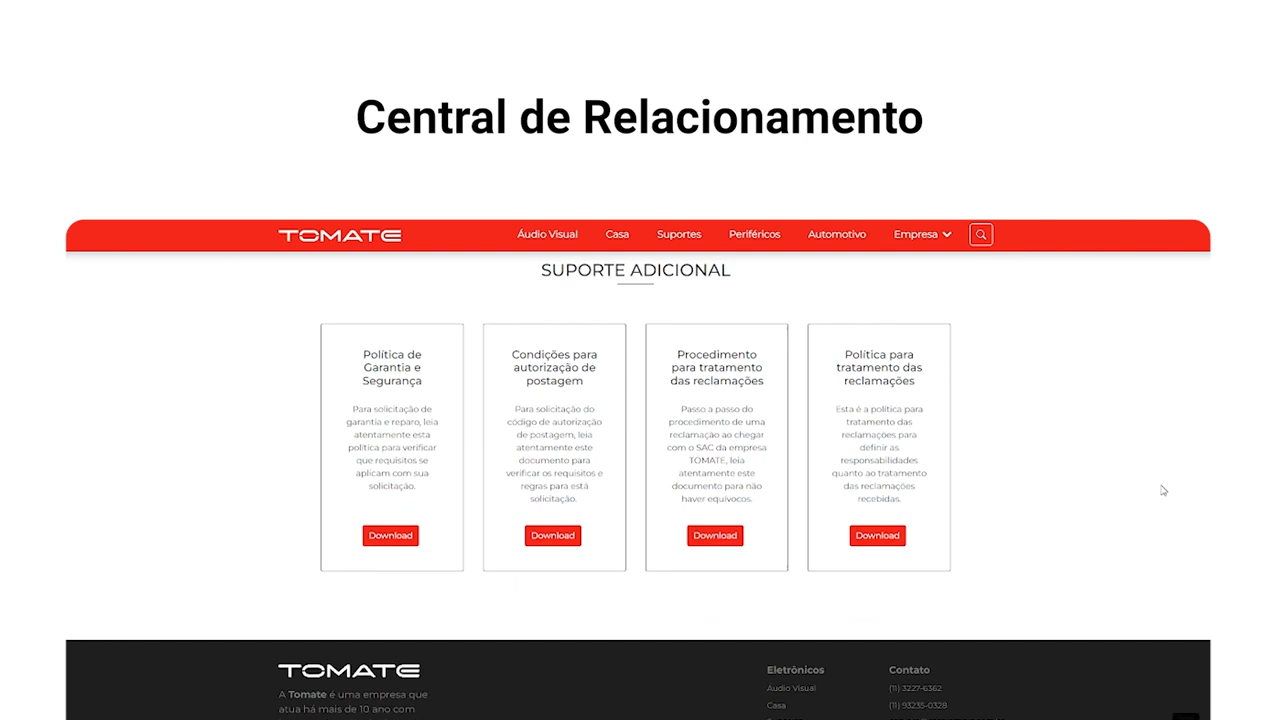 Central de Relacionamento
TOMATE
Áudio Visual
Casa
Suportes
Periféricos
Automotivo
Empresa
SUPORTE ADICIONAL
Política de
Garantia e
Segurança
Para solicitação de
garantia e reparo, leia
atentamente esta
política para verificar
que requisitos se
aplicam com sua
solicitação.
Download
Condições para
autorização de
postagem
Para solicitação do
código de autorização
de postagem, leia
atentamente este
documento para
verificar os requisitos e
regras para está
solicitação.
Download
Procedimento
para tratamento
das reclamações
Passo a passo do
procedimento de uma
reclamação ao chegar
com o SAC da empresa
TOMATE, leia
atentamente este
documento para não
haver equívocos.
Download
Política para
tratamento das
reclamações
Esta é a política para
tratamento das
reclamações para
definir as
responsabilidades
quanto ao tratamento
das reclamações
recebidas.
Download
TOMATE
A Tomate é uma empresa que
atua há mais de 10 ano com
Eletrônicos
Áudio Visual
Casa
Contato
(11) 3227-6362
(11) 93235-0328